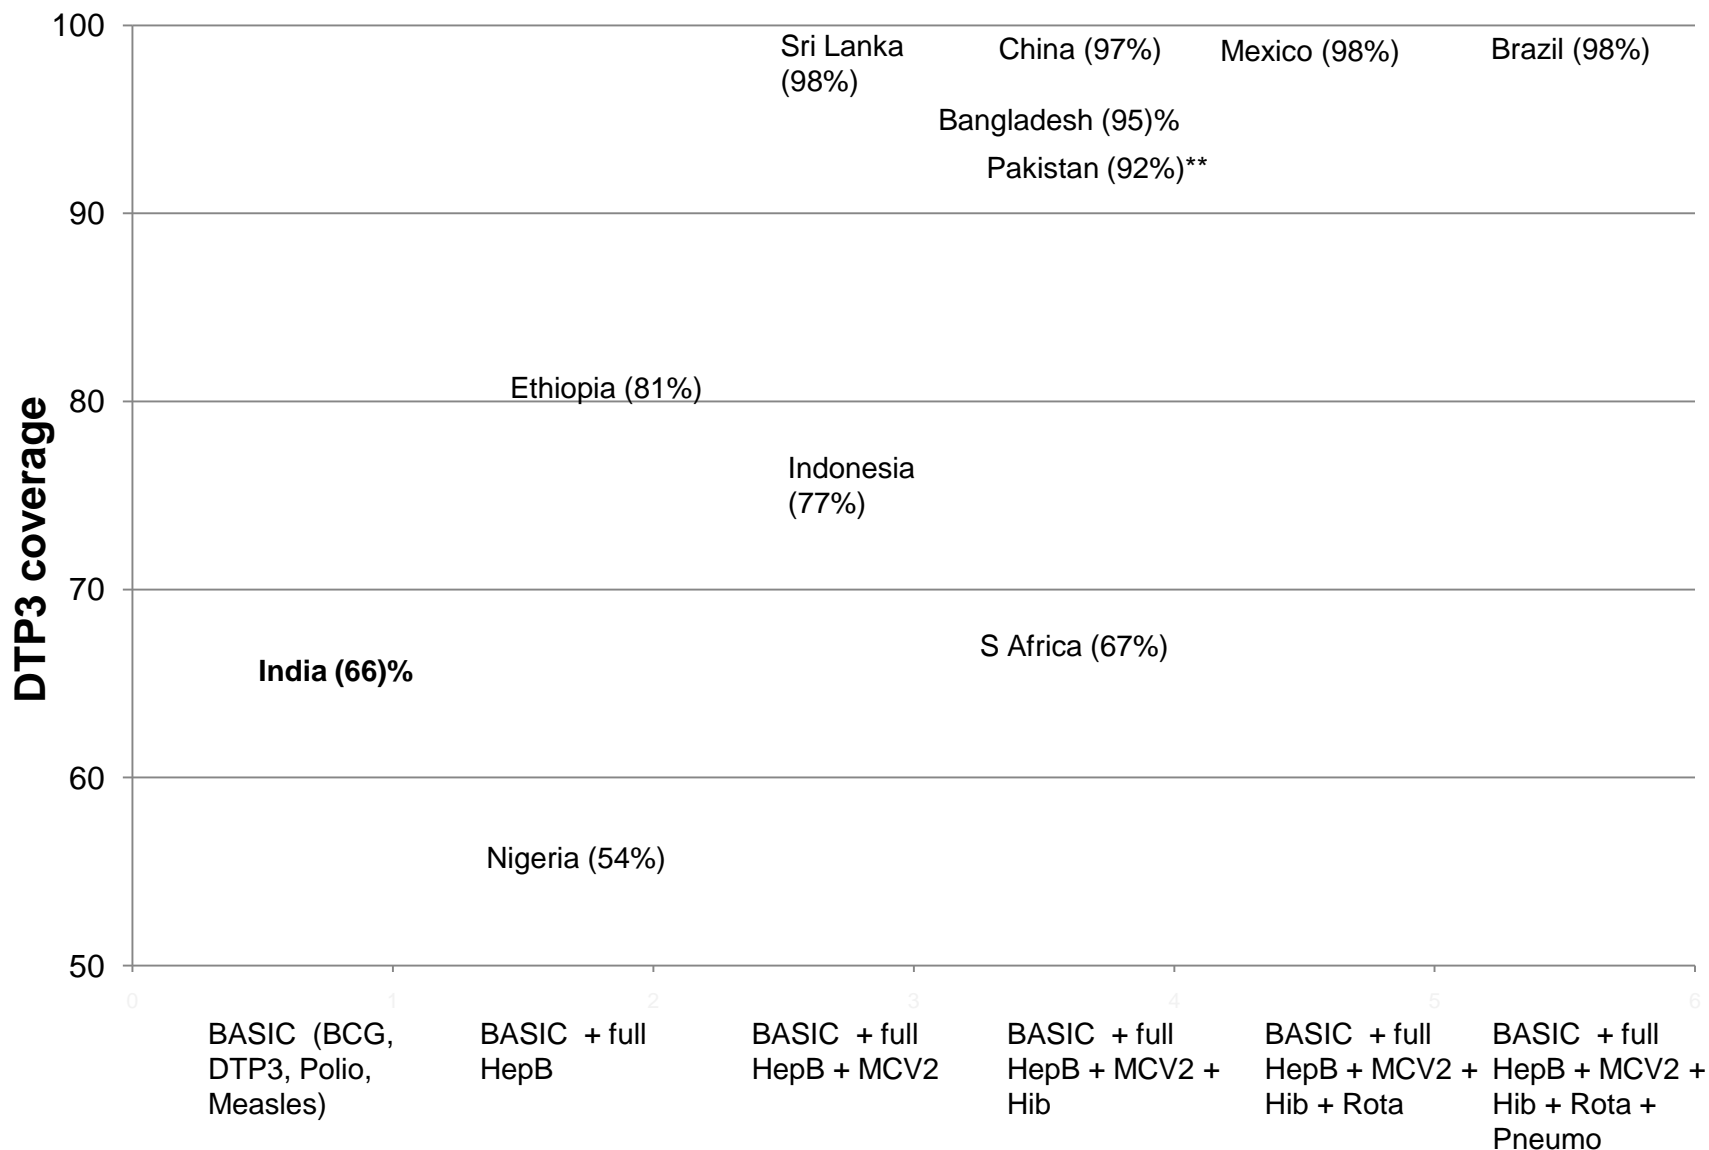 100
Sri Lanka
(98%)
China (97%)
Mexico (98%)
Brazil (98%)
Bangladesh (95)%
Pakistan (92%)**
90
Ethiopia (81%)
80
DTP3 coverage
Indonesia
(77%)
70
S Africa (67%)
India (66)%
60
Nigeria (54%)
50
0 1 2 3 4 5 6
BASIC (BCG,
DTP3, Polio,
Measles)
BASIC + full
HepB
BASIC + full
HepB + MCV2
BASIC + full
HepB + MCV2 +
Hib
BASIC + full
HepB + MCV2 +
Hib + Rota
BASIC + full
HepB + MCV2 +
Hib + Rota +
Pneumo